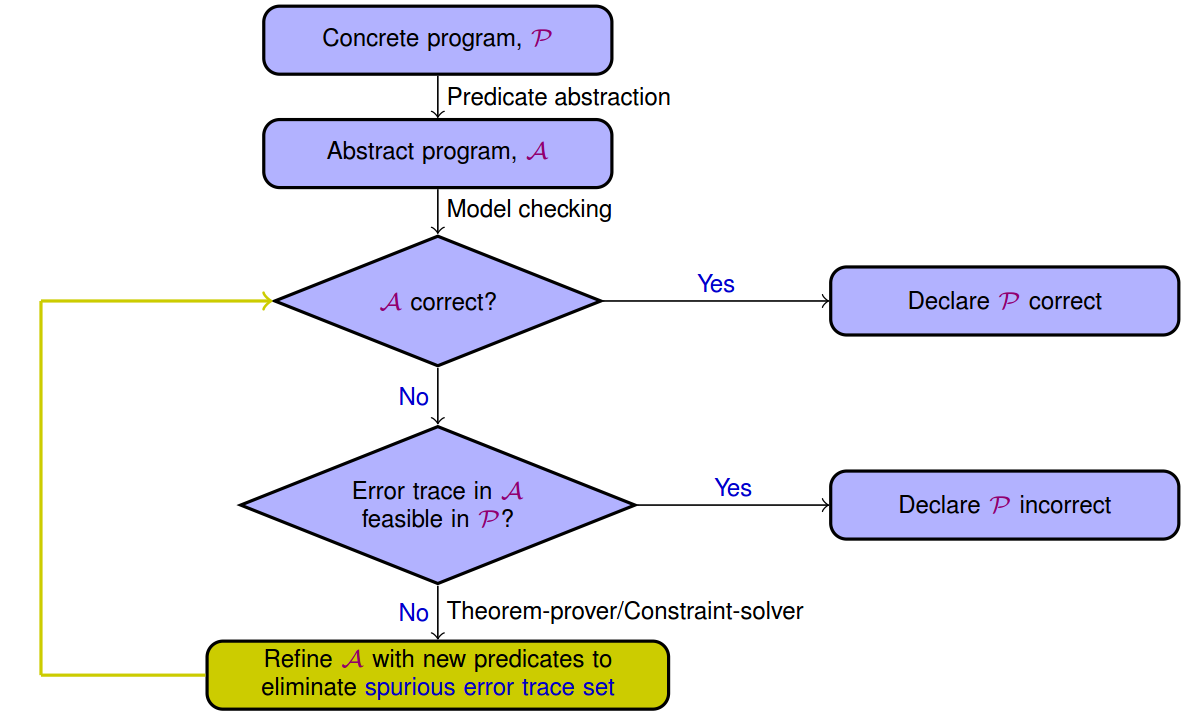 Concrete program, 𝒫
Predicate abstraction
Abstract program, 𝒜
Model checking
𝒜 correct?
Yes
Declare 𝒫 correct
No
Error trace in 𝒜
feasible in 𝒫?
Yes
Declare 𝒫 incorrect
No
Theorem-prover/Constraint-solver
Refine 𝒜 with new predicates to
eliminate spurious error trace set